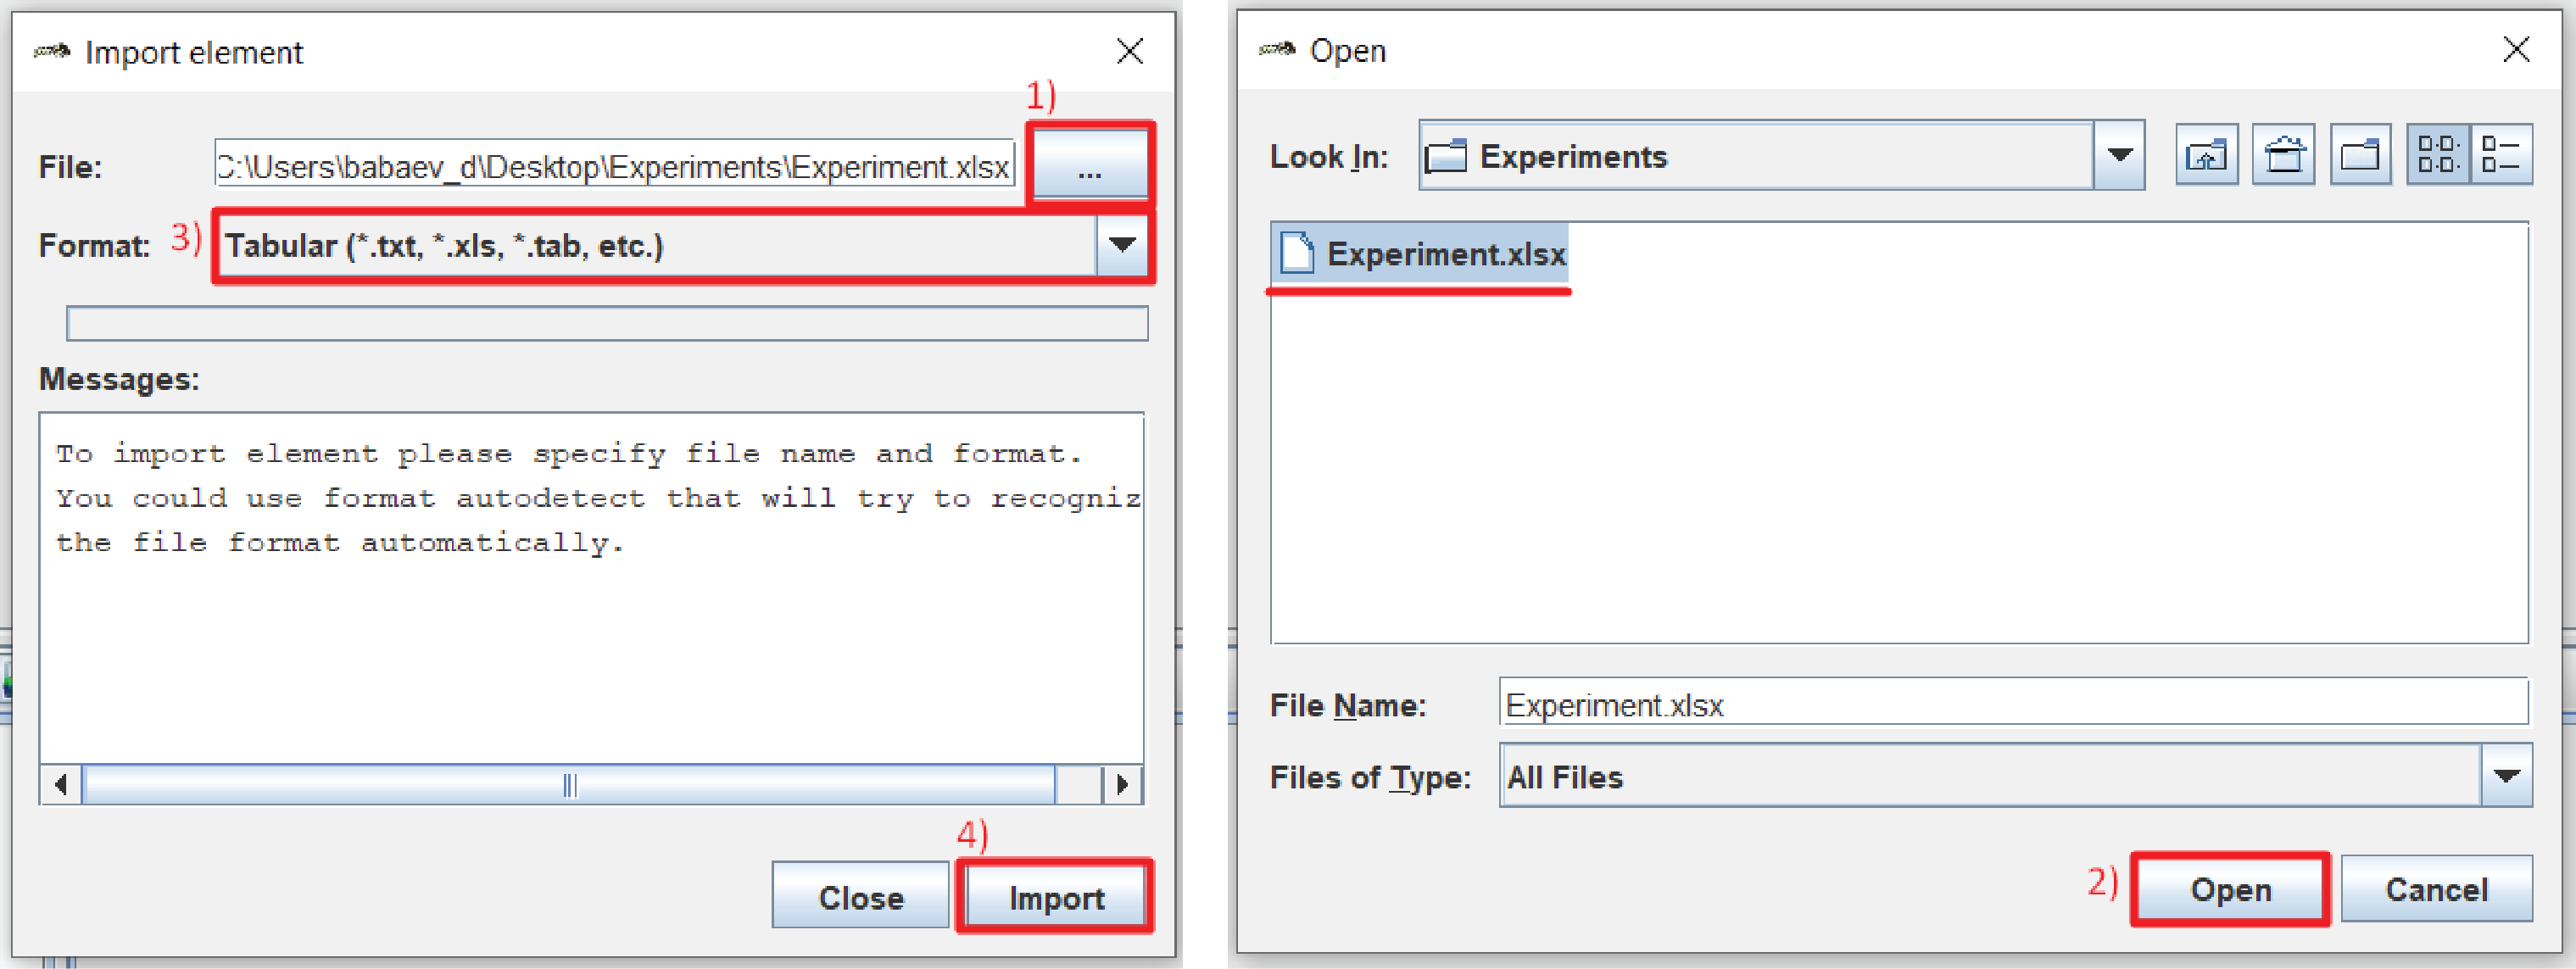 Import element
1)
File: C:\Users\babaev_d\Desktop\Experiments\Experiment.xlsx ...
Format: 3) Tabular (*.txt, *.xls, *.tab, etc.)
Messages:
To import element please specify file name and format.
You could use format autodetect that will try to recogniz
the file format automatically.
4)
Close Import
Open
Look In: Experiments
Experiment.xlsx
File Name: Experiment.xlsx
Files of Type: All Files
2) Open Cancel